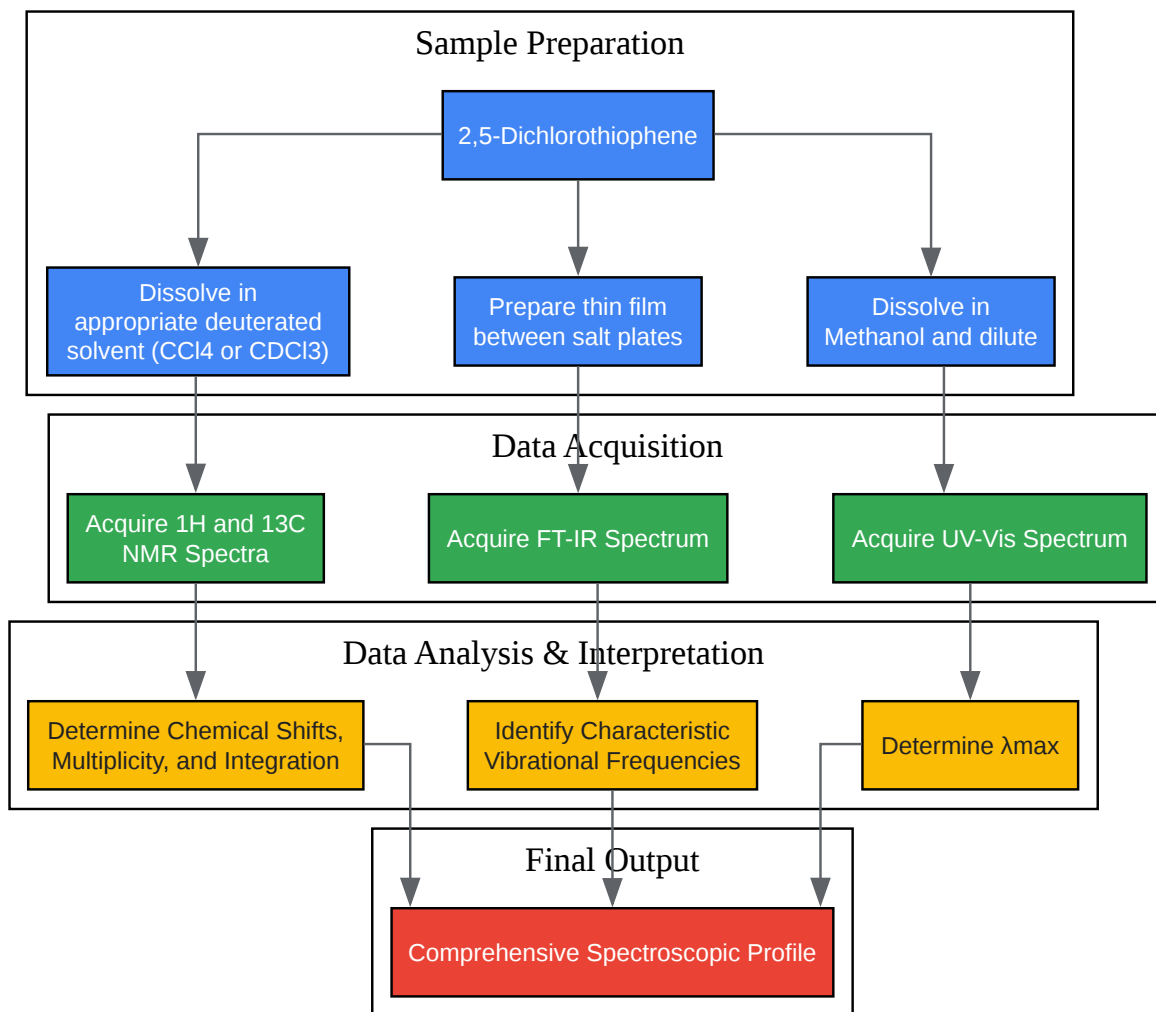 Sample Preparation
2,5-Dichlorothiophene
Dissolve in
appropriate deuterated
solvent (CCl4 or CDCl3)
Prepare thin film
between salt plates
Dissolve in
Methanol and dilute
Data Acquisition
Acquire 1H and 13C
NMR Spectra
Acquire FT-IR Spectrum
Acquire UV-Vis Spectrum
Data Analysis & Interpretation
Determine Chemical Shifts,
Multiplicity, and Integration
Identify Characteristic
Vibrational Frequencies
Determine λmax
Final Output
Comprehensive Spectroscopic Profile